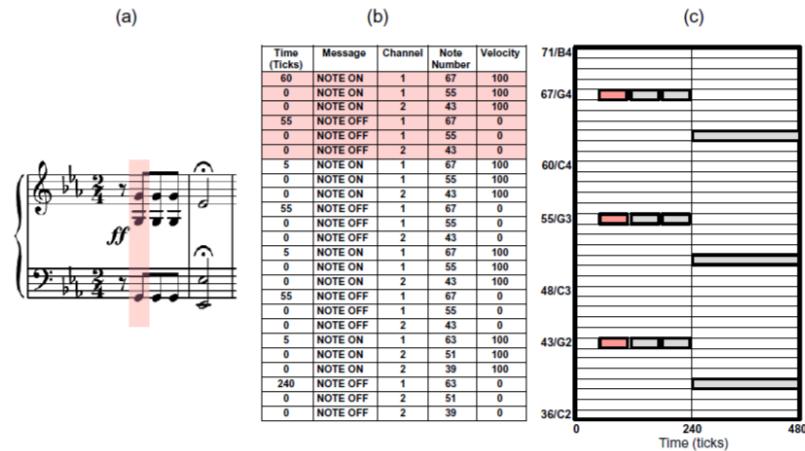 (a)
(b)
(c)
ff
Time (Ticks) Message Channel Note Number Velocity
60 NOTE ON 1 67 100
0 NOTE ON 1 55 100
0 NOTE ON 2 43 100
55 NOTE OFF 1 67 0
0 NOTE OFF 1 55 0
0 NOTE OFF 2 43 0
5 NOTE ON 1 67 100
0 NOTE ON 1 55 100
0 NOTE ON 2 43 100
55 NOTE OFF 1 67 0
0 NOTE OFF 1 55 0
0 NOTE OFF 2 43 0
5 NOTE ON 1 67 100
0 NOTE ON 1 55 100
0 NOTE ON 2 43 100
55 NOTE OFF 1 67 0
0 NOTE OFF 1 55 0
0 NOTE OFF 2 43 0
5 NOTE ON 1 63 100
0 NOTE ON 2 51 100
0 NOTE ON 2 39 100
240 NOTE OFF 1 63 0
0 NOTE OFF 2 51 0
0 NOTE OFF 2 39 0
71/B4
67/G4
60/C4
55/G3
48/C3
43/G2
36/C2
0 240 480
Time (ticks)
2
4
2
4